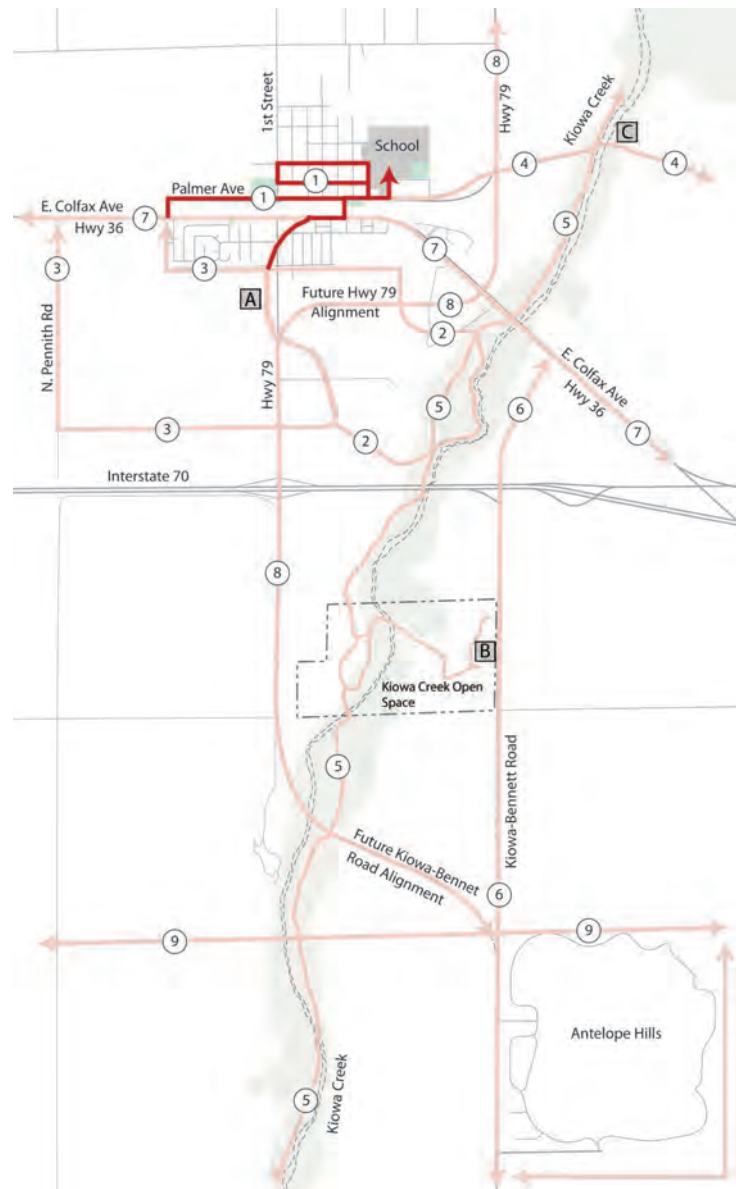 8
1st Street
Hwy 79
Kiowa Creek
C
School
4
4
1
Palmer Ave
1
E. Colfax Ave
7
Hwy 36
5
7
3
3
A
Future Hwy 79
Alignment
8
2
N. Pennith Rd
Hwy 79
E. Colfax Ave
Hwy 36
5
6
3
2
7
Interstate 70
8
B
Kiowa Creek Open
Space
5
Kiowa-Bennett Road
Future Kiowa-Bennet
Road Alignment
6
9
9
Antelope Hills
5
Kiowa Creek